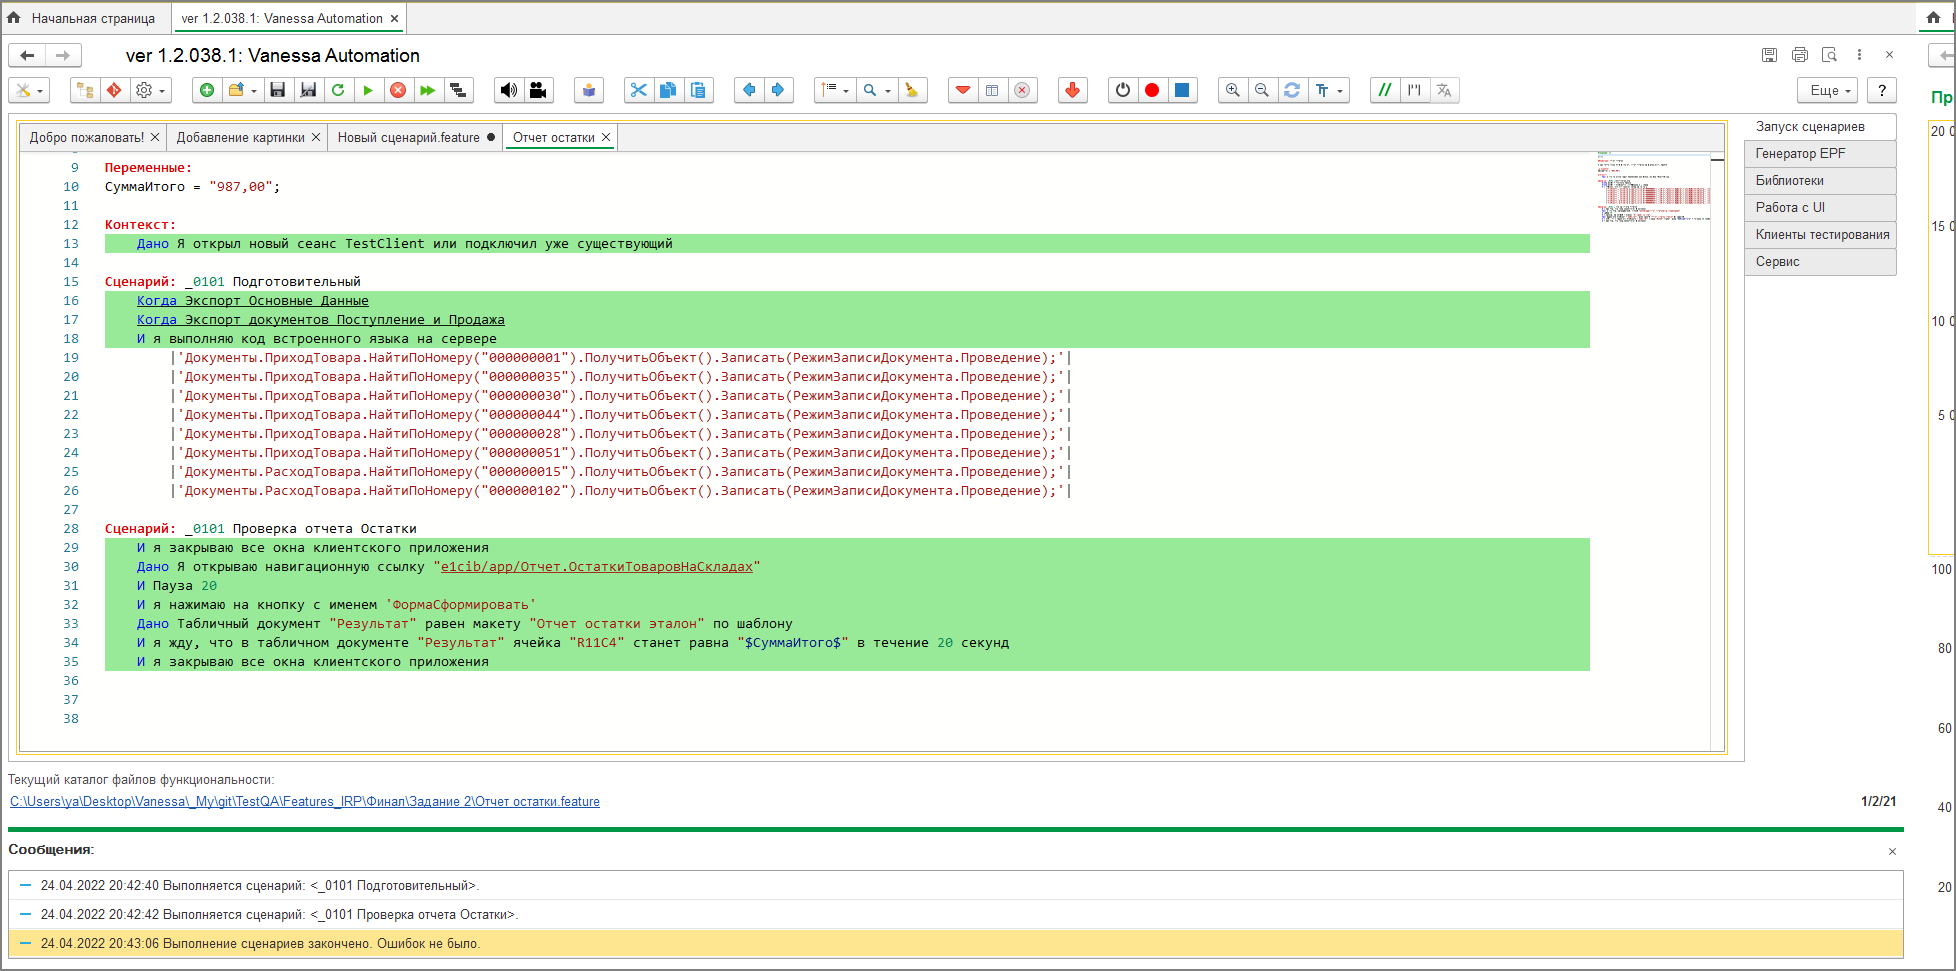 Начальная страница
ver 1.2.038.1: Vanessa Automation ×
ver 1.2.038.1: Vanessa Automation
Еще
?
Пр
Добро пожаловать! ×
Добавление картинки ×
Новый сценарий.feature ●
Отчет остатки ×
Запуск сценариев
Генератор EPF
Библиотеки
Работа с UI
Клиенты тестирования
Сервис
9 Переменные:
10 СуммаИтого = "987,00";
11
12 Контекст:
13 Дано Я открыл новый сеанс TestClient или подключил уже существующий
14
15 Сценарий: _0101 Подготовительный
16 Когда Экспорт Основные Данные
17 Когда Экспорт документов Поступление и Продажа
18 И я выполняю код встроенного языка на сервере
19 |'Документы.ПриходТовара.НайтиПоНомеру("000000001").ПолучитьОбъект().Записать(РежимЗаписиДокумента.Проведение);'|
20 |'Документы.ПриходТовара.НайтиПоНомеру("000000035").ПолучитьОбъект().Записать(РежимЗаписиДокумента.Проведение);'|
21 |'Документы.ПриходТовара.НайтиПоНомеру("000000030").ПолучитьОбъект().Записать(РежимЗаписиДокумента.Проведение);'|
22 |'Документы.ПриходТовара.НайтиПоНомеру("000000044").ПолучитьОбъект().Записать(РежимЗаписиДокумента.Проведение);'|
23 |'Документы.ПриходТовара.НайтиПоНомеру("000000028").ПолучитьОбъект().Записать(РежимЗаписиДокумента.Проведение);'|
24 |'Документы.ПриходТовара.НайтиПоНомеру("000000051").ПолучитьОбъект().Записать(РежимЗаписиДокумента.Проведение);'|
25 |'Документы.РасходТовара.НайтиПоНомеру("000000015").ПолучитьОбъект().Записать(РежимЗаписиДокумента.Проведение);'|
26 |'Документы.РасходТовара.НайтиПоНомеру("000000102").ПолучитьОбъект().Записать(РежимЗаписиДокумента.Проведение);'|
27
28 Сценарий: _0101 Проверка отчета Остатки
29 И я закрываю все окна клиентского приложения
30 Дано Я открываю навигационную ссылку "e1cib/app/Отчет.ОстаткиТоваровНаСкладах"
31 И Пауза 20
32 И я нажимаю на кнопку с именем 'ФормаСформировать'
33 Дано Табличный документ "Результат" равен макету "Отчет остатки эталон" по шаблону
34 И я жду, что в табличном документе "Результат" ячейка "R11C4" станет равна "$СуммаИтого$" в течение 20 секунд
35 И я закрываю все окна клиентского приложения
36
37
38
20 0
15 0
10 0
5 0
100
80
60
40
20
Текущий каталог файлов функциональности:
C:\Users\ya\Desktop\Vanessa\_My\git\TestQA\Features_IRP\Финал\Задание 2\Отчет остатки.feature
1/2/21
Сообщения:
24.04.2022 20:42:40 Выполняется сценарий: <_0101 Подготовительный>.
24.04.2022 20:42:42 Выполняется сценарий: <_0101 Проверка отчета Остатки>.
24.04.2022 20:43:06 Выполнение сценариев закончено. Ошибок не было.